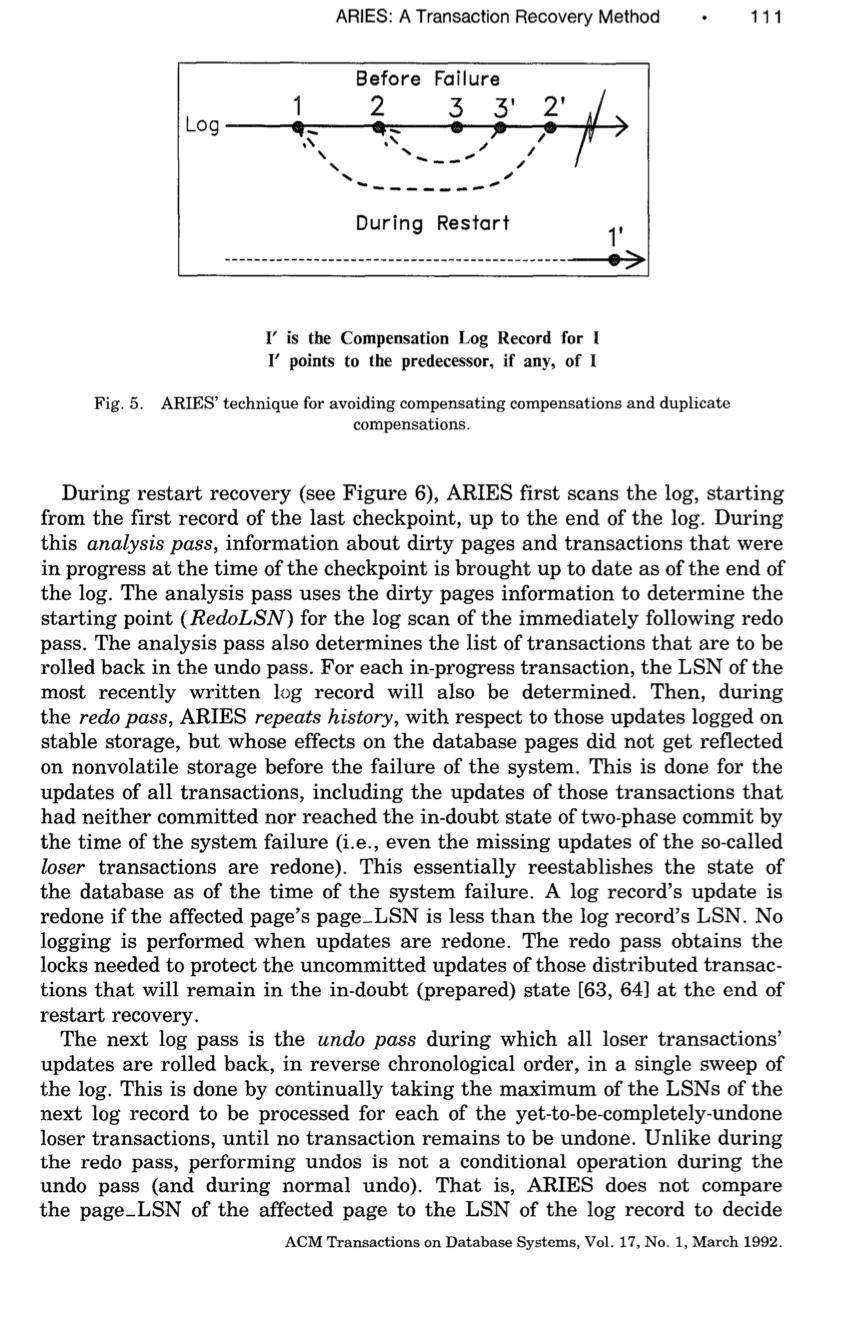 ARIES: A Transaction Recovery Method • 111
Before Failure
1 2 3 3' 2'
Log
During Restart
1'
I′ is the Compensation Log Record for I
I′ points to the predecessor, if any, of I
Fig. 5. ARIES’ technique for avoiding compensating compensations and duplicate
compensations.
During restart recovery (see Figure 6), ARIES first scans the log, starting
from the first record of the last checkpoint, up to the end of the log. During
this analysis pass, information about dirty pages and transactions that were
in progress at the time of the checkpoint is brought up to date as of the end of
the log. The analysis pass uses the dirty pages information to determine the
starting point (RedoLSN) for the log scan of the immediately following redo
pass. The analysis pass also determines the list of transactions that are to be
rolled back in the undo pass. For each in-progress transaction, the LSN of the
most recently written log record will also be determined. Then, during
the redo pass, ARIES repeats history, with respect to those updates logged on
stable storage, but whose effects on the database pages did not get reflected
on nonvolatile storage before the failure of the system. This is done for the
updates of all transactions, including the updates of those transactions that
had neither committed nor reached the in-doubt state of two-phase commit by
the time of the system failure (i.e., even the missing updates of the so-called
loser transactions are redone). This essentially reestablishes the state of
the database as of the time of the system failure. A log record’s update is
redone if the affected page’s page_LSN is less than the log record’s LSN. No
logging is performed when updates are redone. The redo pass obtains the
locks needed to protect the uncommitted updates of those distributed transac-
tions that will remain in the in-doubt (prepared) state [63, 64] at the end of
restart recovery.
The next log pass is the undo pass during which all loser transactions’
updates are rolled back, in reverse chronological order, in a single sweep of
the log. This is done by continually taking the maximum of the LSNs of the
next log record to be processed for each of the yet-to-be-completely-undone
loser transactions, until no transaction remains to be undone. Unlike during
the redo pass, performing undos is not a conditional operation during the
undo pass (and during normal undo). That is, ARIES does not compare
the page_LSN of the affected page to the LSN of the log record to decide
ACM Transactions on Database Systems, Vol. 17, No. 1, March 1992.